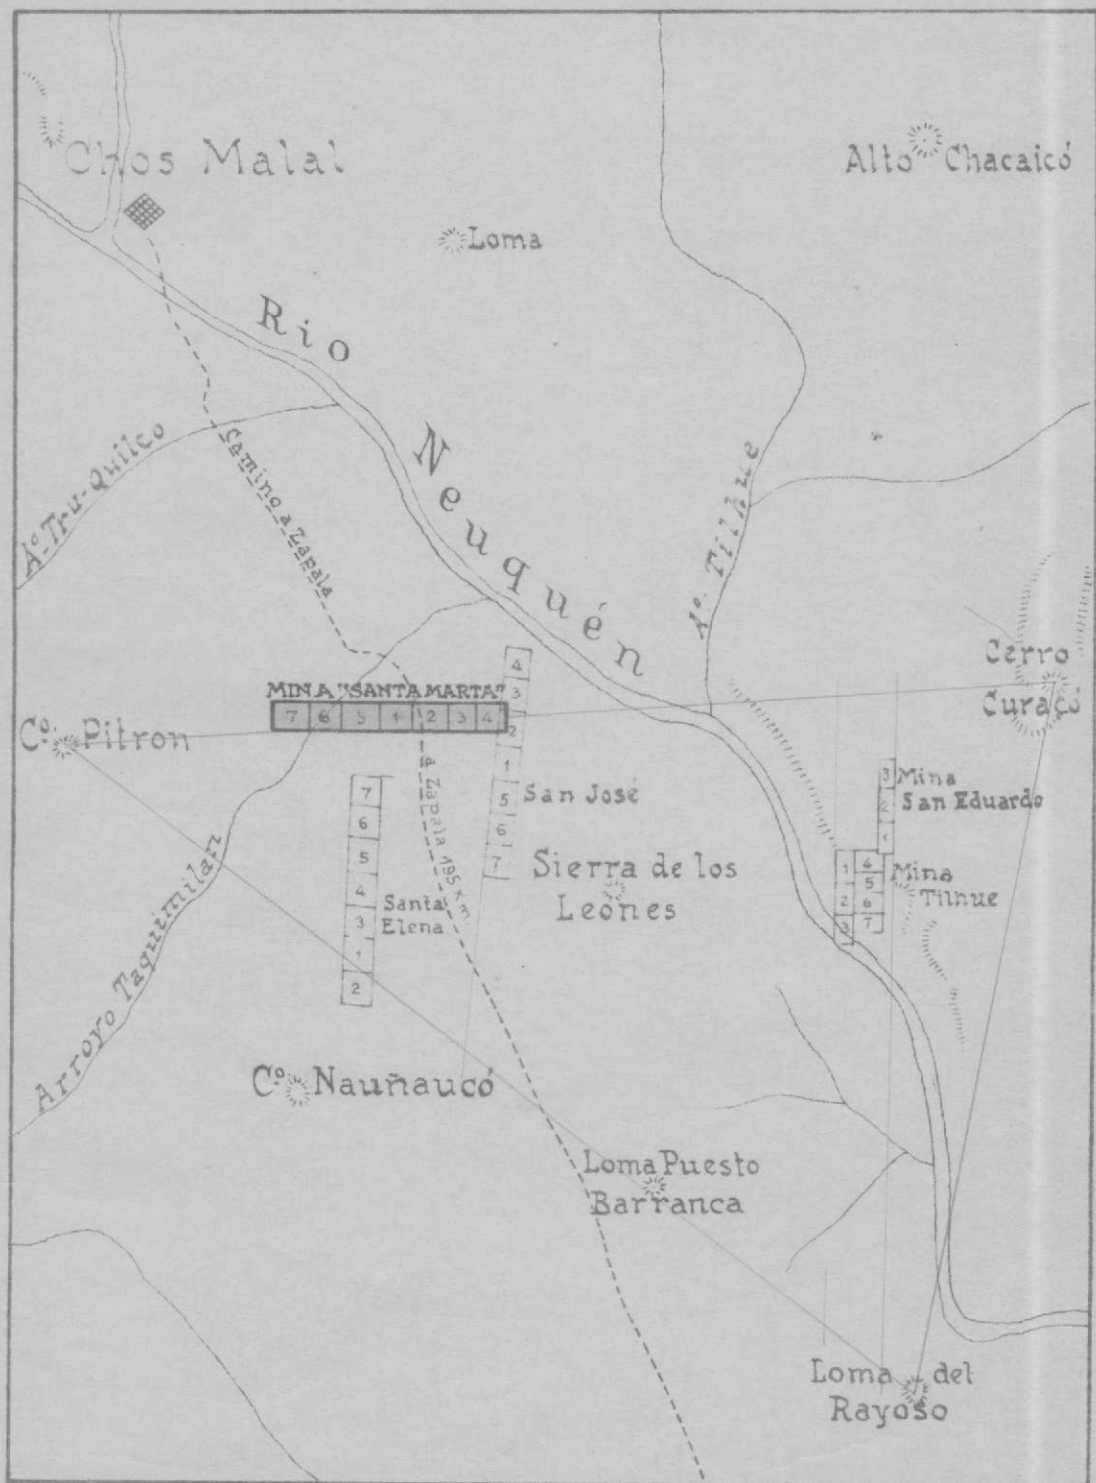 Chos Malal
Alto Chacaicó
Loma
Rio
Neuquén
Aº. Tru-Quilco
Camino a Zapala
Aº. Tilhue
Cerro
Curacó
MINA "SANTA MARTA"
7 6 5 1 2 3 4
4
3
2
1
5
6
7
San José
Cº. Pitron
a Zapala 195 km
7
6
5
4
3
1
2
Santa
Elena
Sierra de los
Leones
3
2
1
Mina
San Eduardo
1 4
5
2 6
3 7
Mina
Tilhue
Arroyo Taquimilan
Cº. Nauñaucó
Loma Puesto
Barranca
Loma del
Rayoso